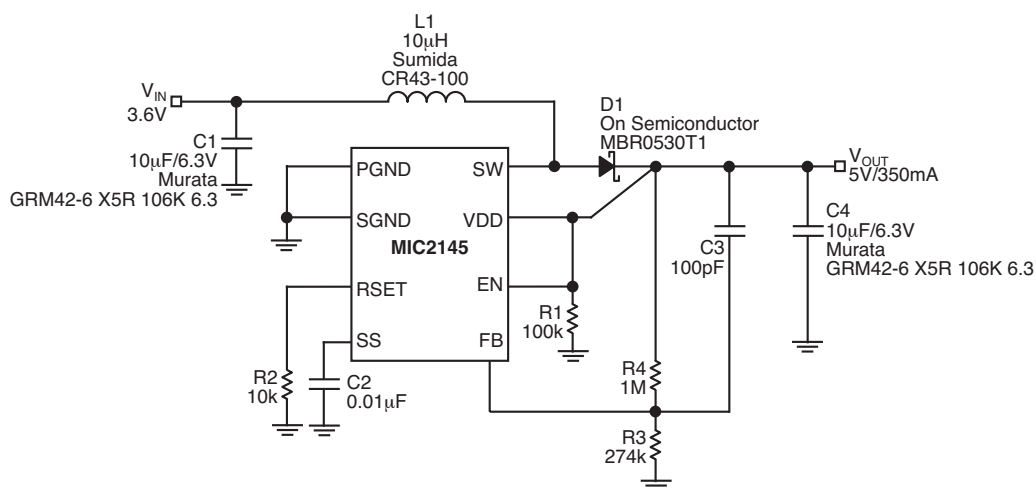 L1
10µH
Sumida
CR43-100
VIN
3.6V
C1
10µF/6.3V
Murata
GRM42-6 X5R 106K 6.3
D1
On Semiconductor
MBR0530T1
VOUT
5V/350mA
PGND
SGND
RSET
SS
MIC2145
SW
VDD
EN
FB
R2
10k
C2
0.01µF
R1
100k
R4
1M
R3
274k
C3
100pF
C4
10µF/6.3V
Murata
GRM42-6 X5R 106K 6.3